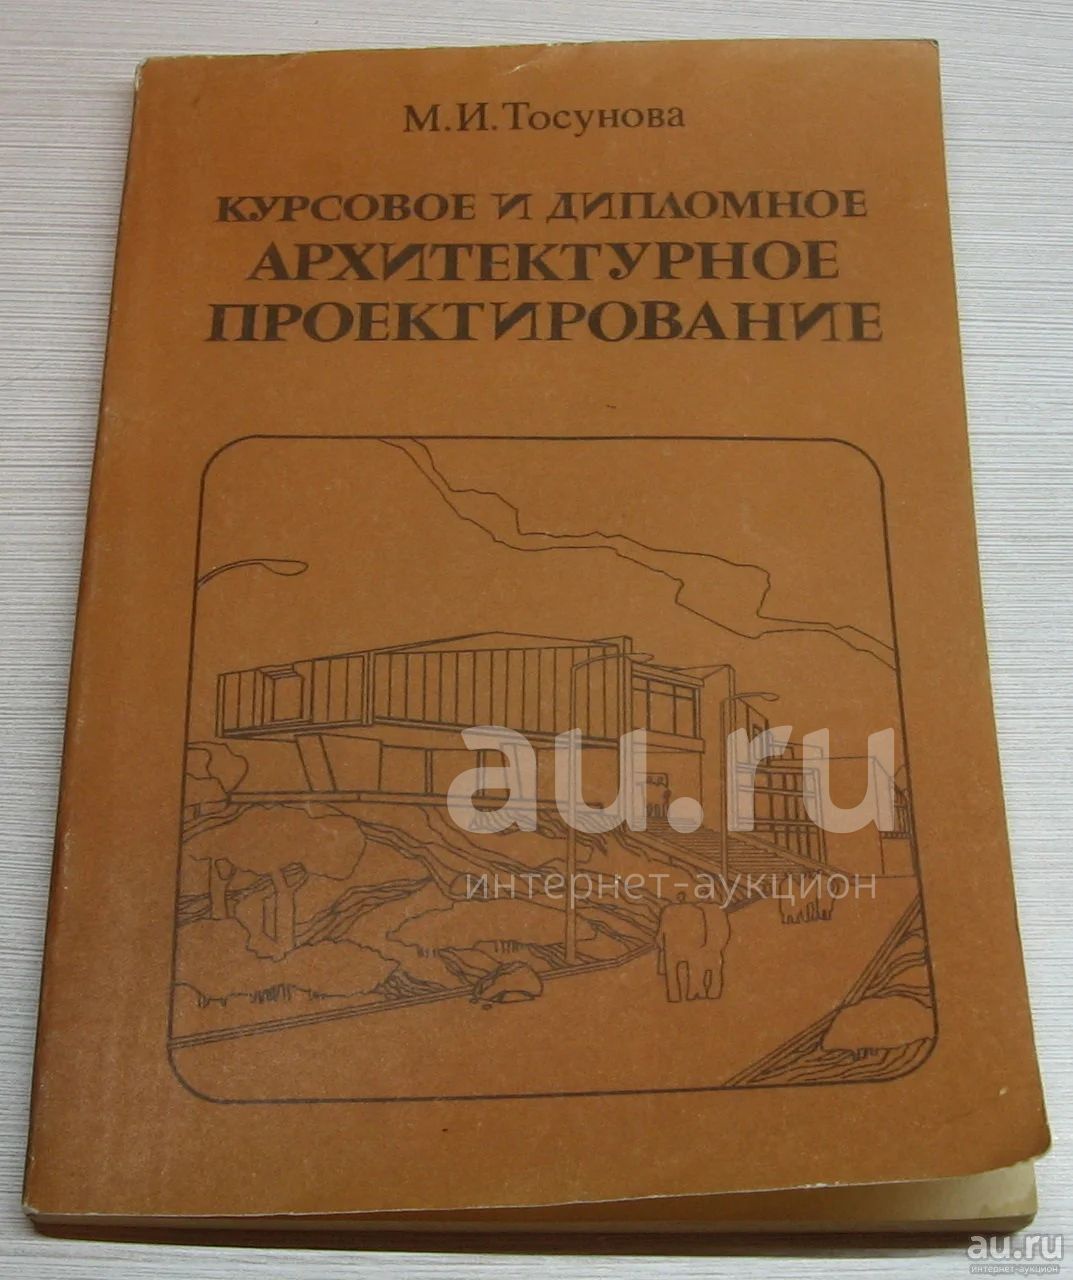 М.И.Тосунова
КУРСОВОЕ И ДИПЛОМНОЕ
АРХИТЕКТУРНОЕ
ПРОЕКТИРОВАНИЕ
au.ru
интернет-аукцион
au.ru
интернет-аукцион